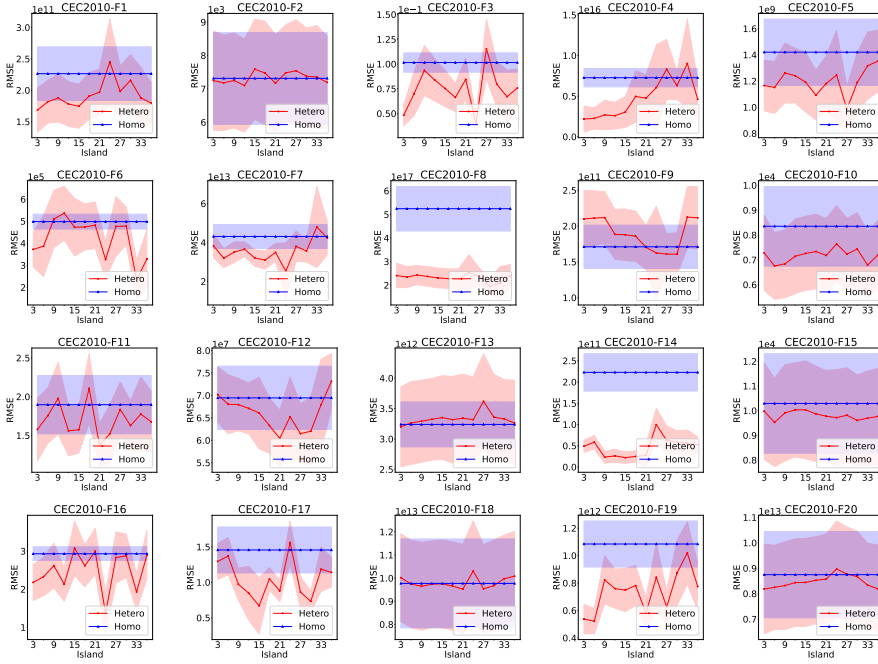 1e11 CEC2010-F1
RMSE
3.0
2.5
2.0
1.5
Hetero
Homo
3 9 15 21 27 33
Island
1e3 CEC2010-F2
RMSE
9
8
7
6
Hetero
Homo
3 9 15 21 27 33
Island
1e−1 CEC2010-F3
RMSE
1.00
0.75
0.50
Hetero
Homo
3 9 15 21 27 33
Island
1e16 CEC2010-F4
RMSE
1.5
1.0
0.5
0.0
Hetero
Homo
3 9 15 21 27 33
Island
1e9 CEC2010-F5
RMSE
1.6
1.4
1.2
1.0
0.8
Hetero
Homo
3 9 15 21 27 33
Island
1e5 CEC2010-F6
RMSE
5
4
3
2
Hetero
Homo
3 9 15 21 27 33
Island
1e13 CEC2010-F7
RMSE
6
4
2
Hetero
Homo
3 9 15 21 27 33
Island
1e17 CEC2010-F8
RMSE
6
5
4
3
2
Hetero
Homo
3 9 15 21 27 33
Island
1e11 CEC2010-F9
RMSE
2.5
2.0
1.5
1.0
Hetero
Homo
3 9 15 21 27 33
Island
1e4 CEC2010-F10
RMSE
1.0
0.9
0.8
0.7
0.6
Hetero
Homo
3 9 15 21 27 33
Island
CEC2010-F11
RMSE
2.0
1.5
1.0
Hetero
Homo
3 9 15 21 27 33
Island
1e7 CEC2010-F12
RMSE
8.0
7.5
7.0
6.5
6.0
5.5
Hetero
Homo
3 9 15 21 27 33
Island
1e12 CEC2010-F13
RMSE
4.0
3.5
3.0
2.5
Hetero
Homo
3 9 15 21 27 33
Island
1e11 CEC2010-F14
RMSE
2.5
2.0
1.5
1.0
0.5
0.0
Hetero
Homo
3 9 15 21 27 33
Island
1e4 CEC2010-F15
RMSE
1.2
1.1
1.0
0.9
0.8
Hetero
Homo
3 9 15 21 27 33
Island
CEC2010-F16
RMSE
3
2
1
Hetero
Homo
3 9 15 21 27 33
Island
CEC2010-F17
RMSE
1.5
1.0
0.5
Hetero
Homo
3 9 15 21 27 33
Island
1e13 CEC2010-F18
RMSE
1.2
1.1
1.0
0.9
0.8
Hetero
Homo
3 9 15 21 27 33
Island
1e12 CEC2010-F19
RMSE
1.2
1.0
0.8
0.6
0.4
Hetero
Homo
3 9 15 21 27 33
Island
1e13 CEC2010-F20
RMSE
1.1
1.0
0.9
0.8
0.7
Hetero
Homo
3 9 15 21 27 33
Island